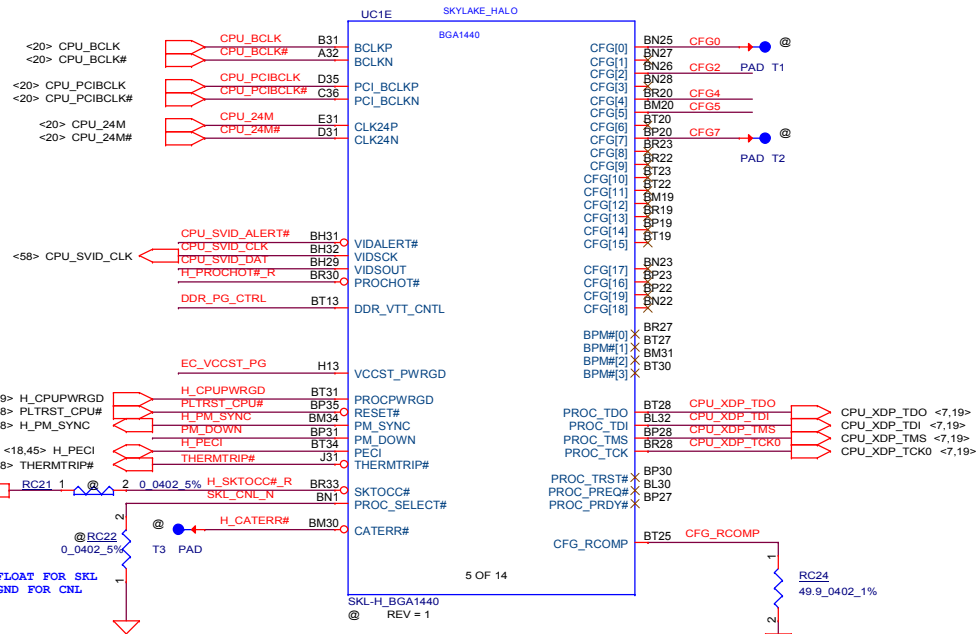 UC1E
SKYLAKE_HALO
BGA1440
<20> CPU_BCLK CPU_BCLK B31 BCLKP
<20> CPU_BCLK# CPU_BCLK# A32 BCLKN
<20> CPU_PCIBCLK CPU_PCIBCLK D35 PCI_BCLKP
<20> CPU_PCIBCLK# CPU_PCIBCLK# C36 PCI_BCLKN
<20> CPU_24M CPU_24M E31 CLK24P
<20> CPU_24M# CPU_24M# D31 CLK24N
CPU_SVID_ALERT# BH31 VIDALERT#
<58> CPU_SVID_CLK CPU_SVID_CLK BH32 VIDSCK
CPU_SVID_DAT BH29 VIDSOUT
H_PROCHOT#_R BR30 PROCHOT#
DDR_PG_CTRL BT13 DDR_VTT_CNTL
EC_VCCST_PG H13 VCCST_PWRGD
9> H_CPUPWRGD H_CPUPWRGD BT31 PROCPWRGD
8> PLTRST_CPU# PLTRST_CPU# BP35 RESET#
8> H_PM_SYNC H_PM_SYNC BM34 PM_SYNC
PM_DOWN BP31 PM_DOWN
<18,45> H_PECI H_PECI BT34 PECI
8> THERMTRIP# THERMTRIP# J31 THERMTRIP#
RC21 1 @ 2 0_0402_5% H_SKTOCC#_R BR33 SKTOCC#
SKL_CNL_N BN1 PROC_SELECT#
H_CATERR# BM30 CATERR#
@ T3 PAD
2
@ RC22
0_0402_5%
1
FLOAT FOR SKL
GND FOR CNL
CFG[0] BN25 CFG0 @
PAD T1
CFG[1] BN27
CFG[2] BN26 CFG2
CFG[3] BN28
CFG[4] BR20 CFG4
CFG[5] BM20 CFG5
CFG[6] BT20
CFG[7] BP20 CFG7 @
PAD T2
CFG[8] BR23
CFG[9] BR22
CFG[10] BT23
CFG[11] BT22
CFG[12] BM19
CFG[13] BR19
CFG[14] BP19
CFG[15] BT19
CFG[17] BN23
CFG[16] BP23
CFG[19] BP22
CFG[18] BN22
BPM#[0] BR27
BPM#[1] BT27
BPM#[2] BM31
BPM#[3] BT30
PROC_TDO BT28 CPU_XDP_TDO CPU_XDP_TDO <7,19>
PROC_TDI BL32 CPU_XDP_TDI CPU_XDP_TDI <7,19>
PROC_TMS BP28 CPU_XDP_TMS CPU_XDP_TMS <7,19>
PROC_TCK BR28 CPU_XDP_TCK0 CPU_XDP_TCK0 <7,19>
PROC_TRST# BP30
PROC_PREQ# BL30
PROC_PRDY# BP27
CFG_RCOMP BT25 CFG_RCOMP
1
RC24
49.9_0402_1%
2
5 OF 14
SKL-H_BGA1440
@ REV = 1